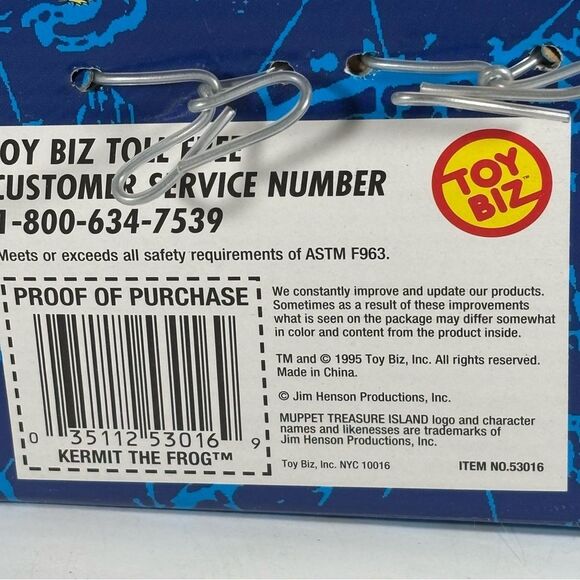 OY BIZ TOLL FREE
CUSTOMER SERVICE NUMBER
1-800-634-7539
Meets or exceeds all safety requirements of ASTM F963.
TOY BIZ™
PROOF OF PURCHASE
0 35112 53016 9
KERMIT THE FROG™
We constantly improve and update our products.
Sometimes as a result of these improvements
what is seen on the package may differ somewhat
in color and content from the product inside.
TM and © 1995 Toy Biz, Inc. All rights reserved.
Made in China.
© Jim Henson Productions, Inc.
MUPPET TREASURE ISLAND logo and character
names and likenesses are trademarks of
Jim Henson Productions, Inc.
Toy Biz, Inc. NYC 10016 ITEM NO.53016